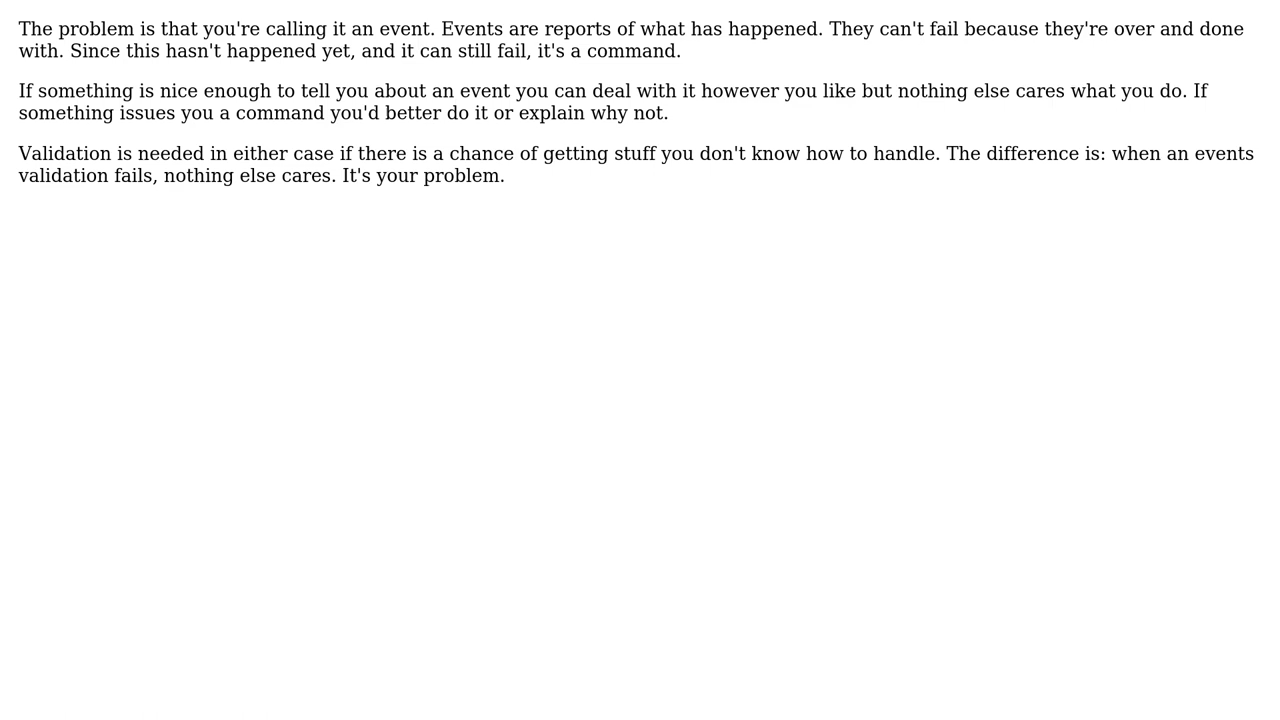 The problem is that you're calling it an event. Events are reports of what has happened. They can't fail because they're over and done
with. Since this hasn't happened yet, and it can still fail, it's a command.
If something is nice enough to tell you about an event you can deal with it however you like but nothing else cares what you do. If
something issues you a command you'd better do it or explain why not.
Validation is needed in either case if there is a chance of getting stuff you don't know how to handle. The difference is: when an events
validation fails, nothing else cares. It's your problem.